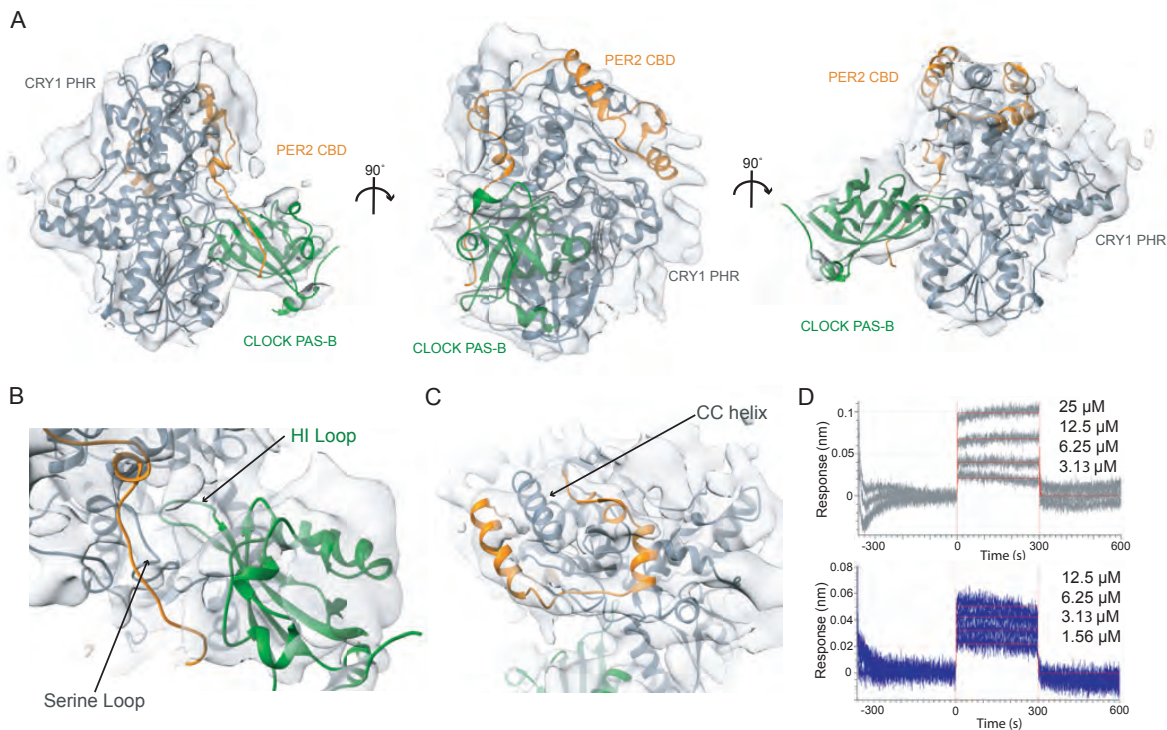 A
CRY1 PHR
PER2 CBD
CLOCK PAS-B
90°
PER2 CBD
CRY1 PHR
CLOCK PAS-B
90°
PER2 CBD
CRY1 PHR
CLOCK PAS-B
B
HI Loop
Serine Loop
C
CC helix
D
Response (nm)
0.1
0.05
0
25 µM
12.5 µM
6.25 µM
3.13 µM
-300
0
300
600
Time (s)
Response (nm)
0.08
0.06
0.04
0.02
0
12.5 µM
6.25 µM
3.13 µM
1.56 µM
-300
0
300
600
Time (s)